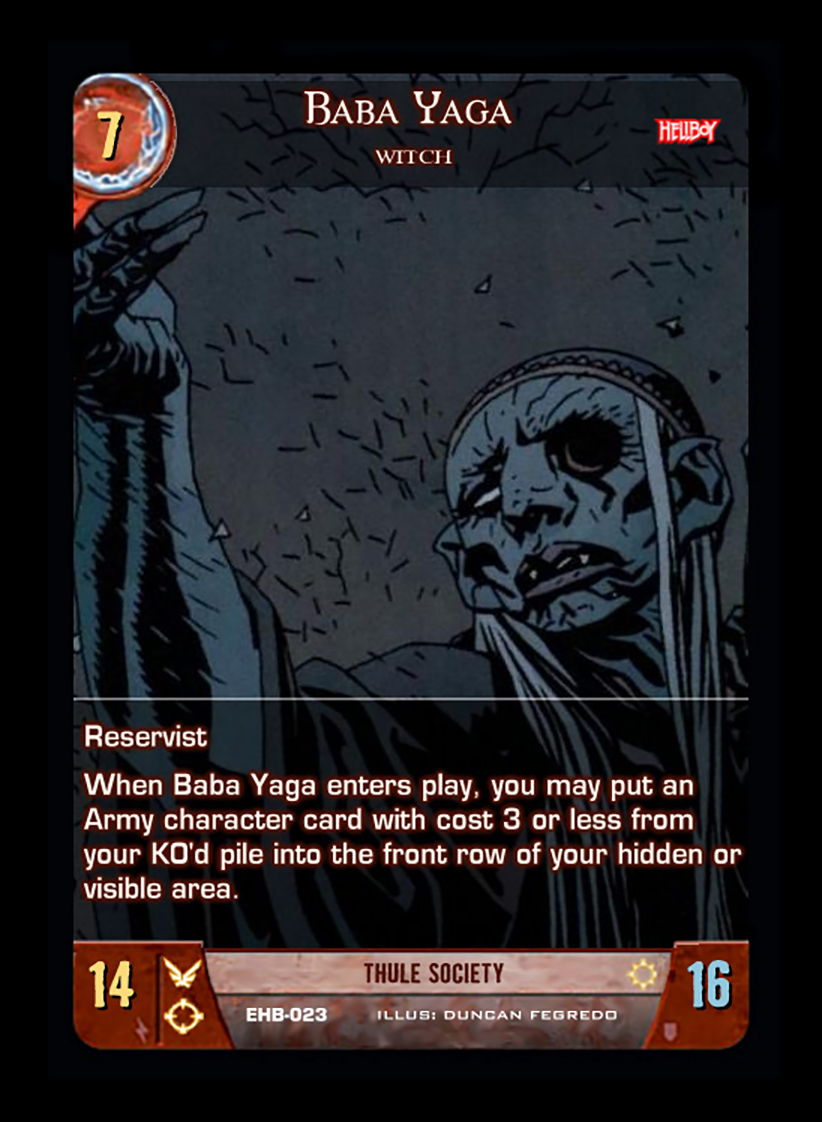 7
Baba Yaga
WITCH
HELLBOY
Reservist
When Baba Yaga enters play, you may put an
Army character card with cost 3 or less from
your KO'd pile into the front row of your hidden or
visible area.
14
THULE SOCIETY
16
EHB-023
ILLUS: DUNCAN FEGREDO